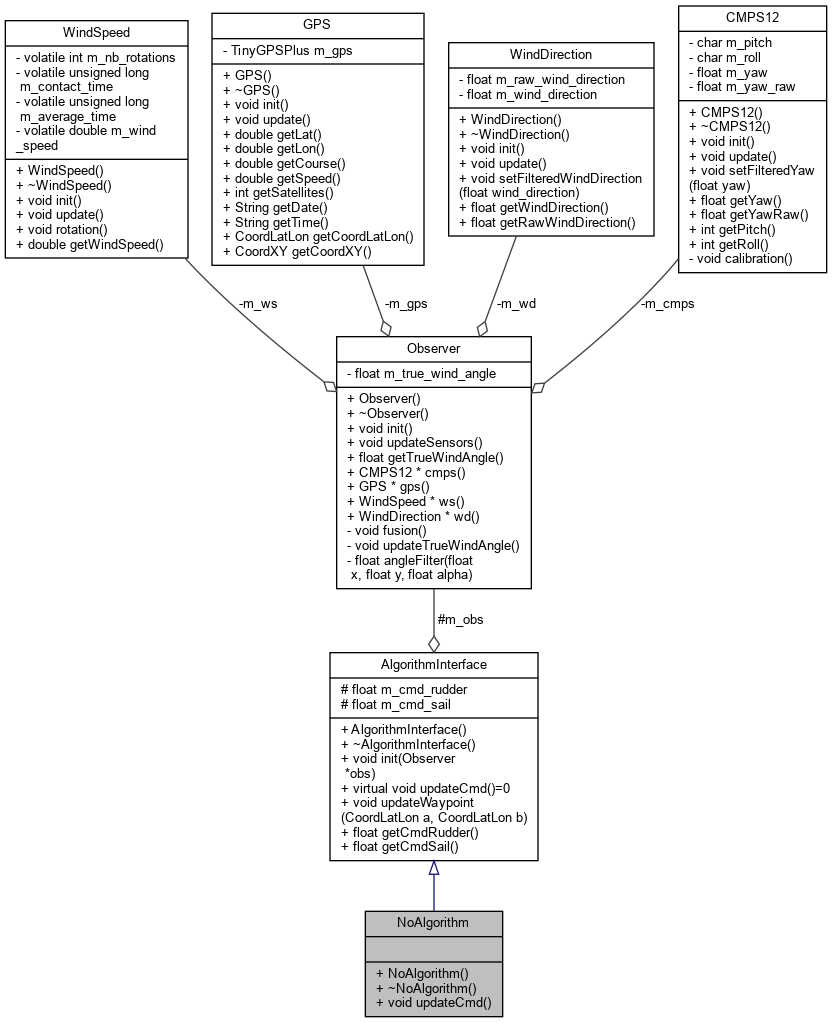 WindSpeed
- volatile int m_nb_rotations
- volatile unsigned long
m_contact_time
- volatile unsigned long
m_average_time
- volatile double m_wind
_speed
+ WindSpeed()
+ ~WindSpeed()
+ void init()
+ void update()
+ void rotation()
+ double getWindSpeed()
GPS
- TinyGPSPlus m_gps
+ GPS()
+ ~GPS()
+ void init()
+ void update()
+ double getLat()
+ double getLon()
+ double getCourse()
+ double getSpeed()
+ int getSatellites()
+ String getDate()
+ String getTime()
+ CoordLatLon getCoordLatLon()
+ CoordXY getCoordXY()
WindDirection
- float m_raw_wind_direction
- float m_wind_direction
+ WindDirection()
+ ~WindDirection()
+ void init()
+ void update()
+ void setFilteredWindDirection
(float wind_direction)
+ float getWindDirection()
+ float getRawWindDirection()
CMPS12
- char m_pitch
- char m_roll
- float m_yaw
- float m_yaw_raw
+ CMPS12()
+ ~CMPS12()
+ void init()
+ void update()
+ void setFilteredYaw
(float yaw)
+ float getYaw()
+ float getYawRaw()
+ int getPitch()
+ int getRoll()
- void calibration()
-m_ws
-m_gps
-m_wd
-m_cmps
Observer
- float m_true_wind_angle
+ Observer()
+ ~Observer()
+ void init()
+ void updateSensors()
+ float getTrueWindAngle()
+ CMPS12 * cmps()
+ GPS * gps()
+ WindSpeed * ws()
+ WindDirection * wd()
- void fusion()
- void updateTrueWindAngle()
- float angleFilter(float
x, float y, float alpha)
#m_obs
AlgorithmInterface
# float m_cmd_rudder
# float m_cmd_sail
+ AlgorithmInterface()
+ ~AlgorithmInterface()
+ void init(Observer
*obs)
+ virtual void updateCmd()=0
+ void updateWaypoint
(CoordLatLon a, CoordLatLon b)
+ float getCmdRudder()
+ float getCmdSail()
NoAlgorithm
+ NoAlgorithm()
+ ~NoAlgorithm()
+ void updateCmd()